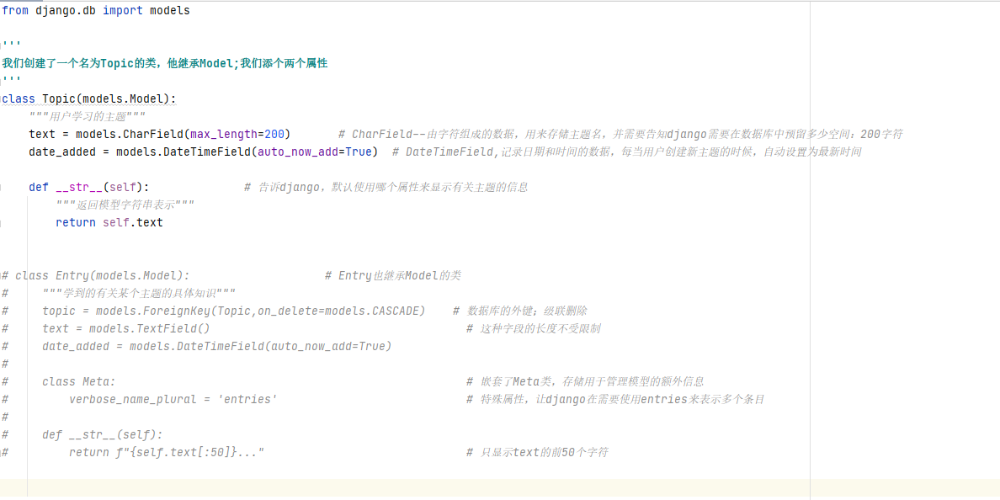 from django.db import models
'''
我们创建了一个名为Topic的类，他继承Model;我们添个两个属性
'''
class Topic(models.Model):
    """用户学习的主题"""
    text = models.CharField(max_length=200)       # CharField--由字符组成的数据，用来存储主题名，并需要告知django需要在数据库中预留多少空间：200字符
    date_added = models.DateTimeField(auto_now_add=True)  # DateTimeField,记录日期和时间的数据，每当用户创建新主题的时候，自动设置为最新时间
    def __str__(self):              # 告诉django，默认使用哪个属性来显示有关主题的信息
        """返回模型字符串表示"""
        return self.text
# class Entry(models.Model):                    # Entry也继承Model的类
#     """学到的有关某个主题的具体知识"""
#     topic = models.ForeignKey(Topic,on_delete=models.CASCADE)    # 数据库的外键；级联删除
#     text = models.TextField()                                      # 这种字段的长度不受限制
#     date_added = models.DateTimeField(auto_now_add=True)
#
#     class Meta:                                                    # 嵌套了Meta类，存储用于管理模型的额外信息
#         verbose_name_plural = 'entries'                            # 特殊属性，让django在需要使用entries来表示多个条目
#
#     def __str__(self):
#         return f"{self.text[:50]}..."                              # 只显示text的前50个字符